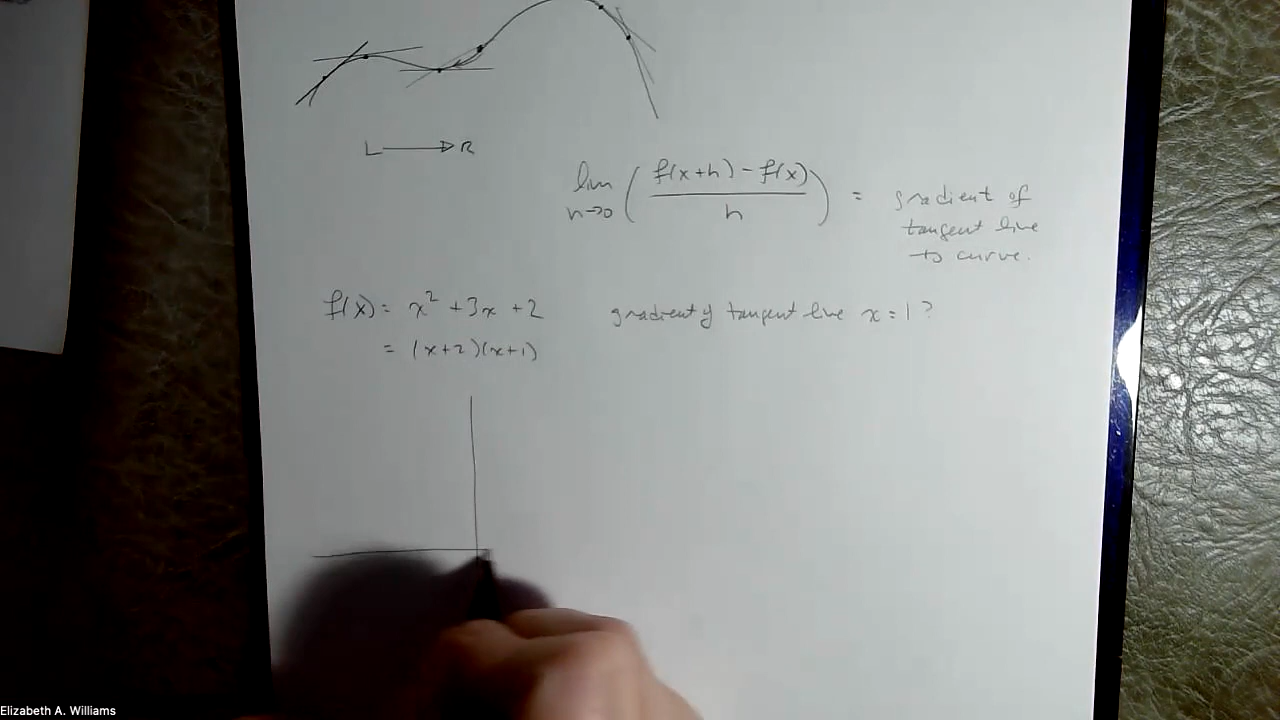 L → R
lim h→0 ( f(x+h) - f(x) / h ) = gradient of
tangent line
to curve.
f(x) = x² + 3x + 2 gradient of tangent line x = 1 ?
= (x+2)(x+1)
Elizabeth A. Williams